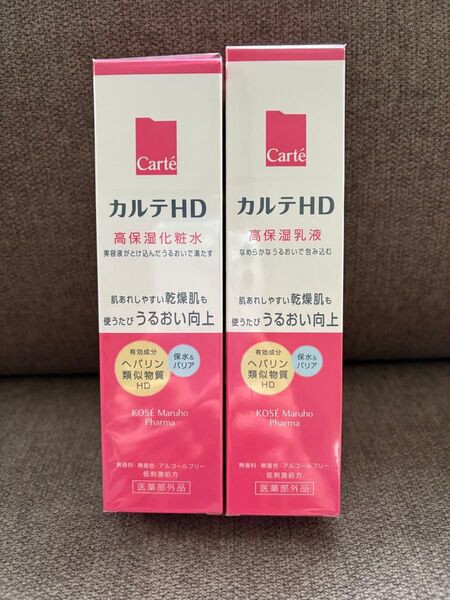 Carté
カルテHD
高保湿化粧水
美容液がとけ込んだうるおいで満たす
肌あれしやすい乾燥肌も
使うたびうるおい向上
有効成分
ヘパリン
類似物質
HD
保水&
バリア
KOSÉ Maruho
Pharma
無香料・無着色・アルコールフリー
低刺激処方
医薬部外品
Carté
カルテHD
高保湿乳液
なめらかなうるおいで包み込む
肌あれしやすい乾燥肌も
使うたびうるおい向上
有効成分
ヘパリン
類似物質
HD
保水&
バリア
KOSÉ Maruho
Pharma
無香料・無着色・アルコールフリー
低刺激処方
医薬部外品